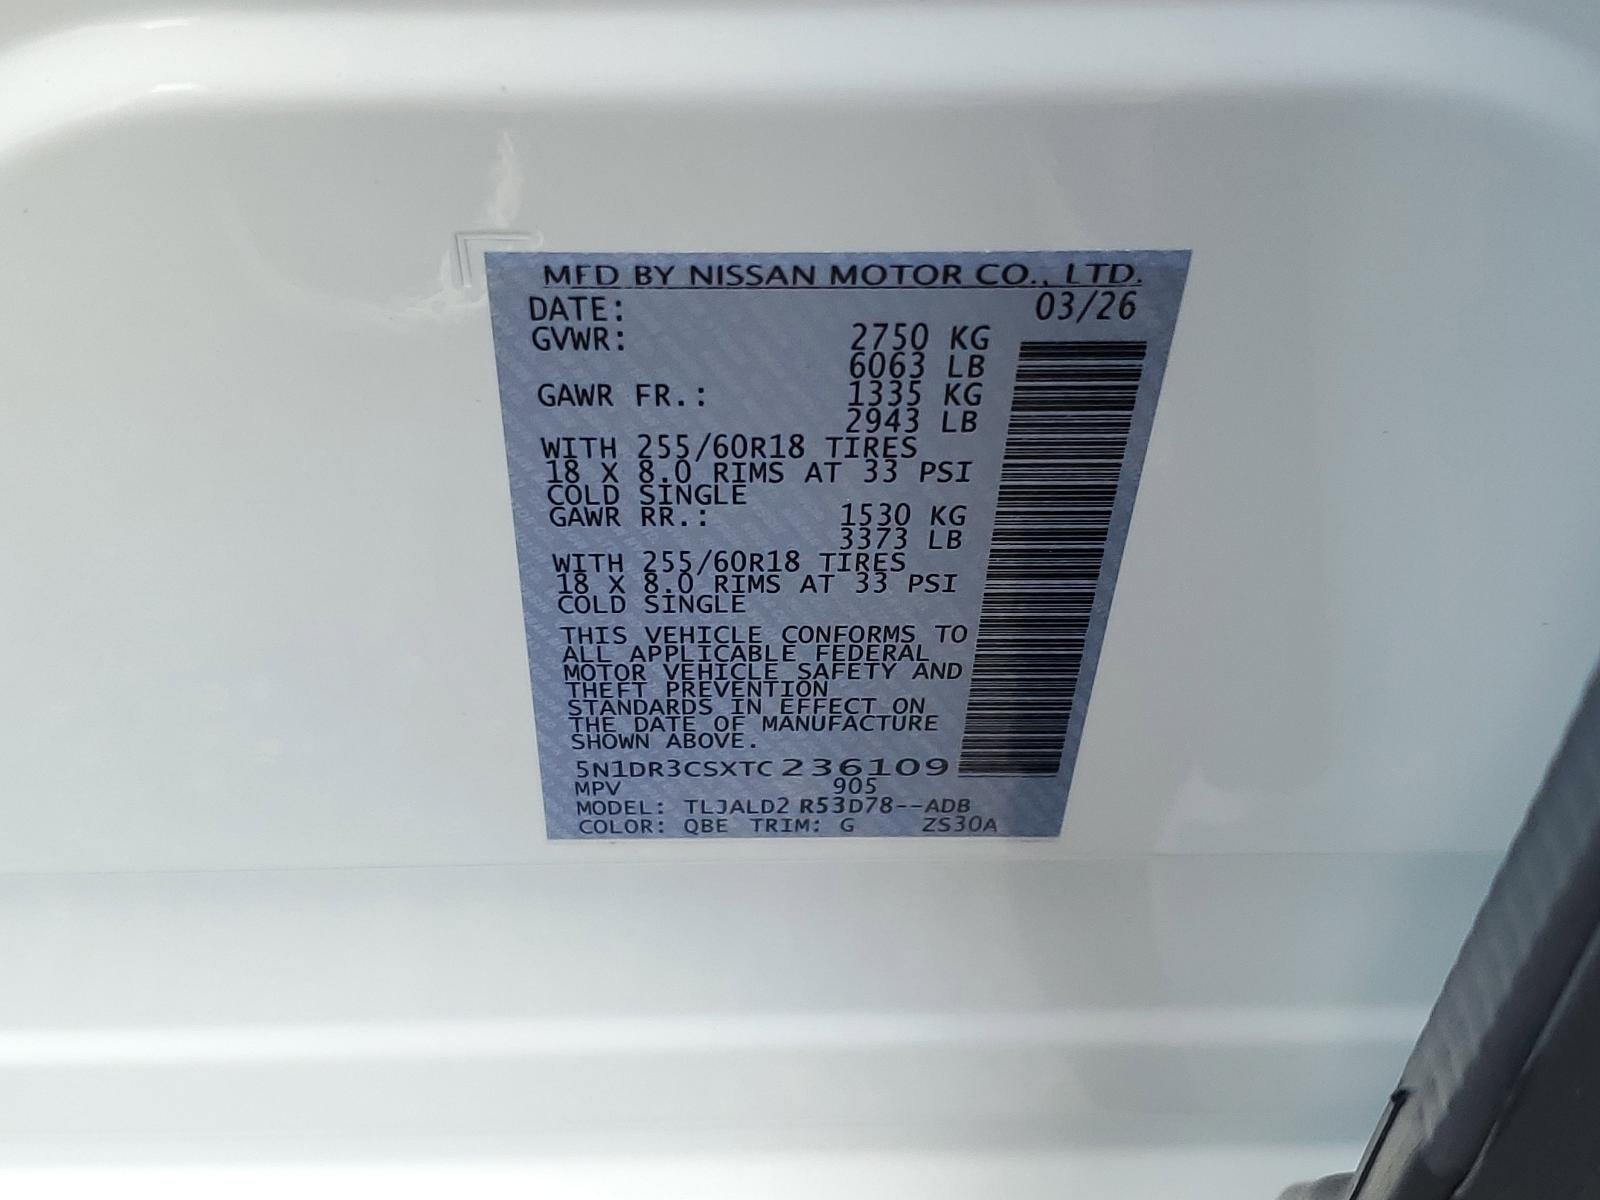 MFD BY NISSAN MOTOR CO., LTD.
DATE: 03/26
GVWR: 2750 KG
6063 LB
GAWR FR.: 1335 KG
2943 LB
WITH 255/60R18 TIRES
18 X 8.0 RIMS AT 33 PSI
COLD SINGLE
GAWR RR.: 1530 KG
3373 LB
WITH 255/60R18 TIRES
18 X 8.0 RIMS AT 33 PSI
COLD SINGLE
THIS VEHICLE CONFORMS TO
ALL APPLICABLE FEDERAL
MOTOR VEHICLE SAFETY AND
THEFT PREVENTION
STANDARDS IN EFFECT ON
THE DATE OF MANUFACTURE
SHOWN ABOVE.
5N1DR3CSXTC236109
MPV 905
MODEL: TLJALD2 R53D78--ADB
COLOR: QBE TRIM: G ZS30A